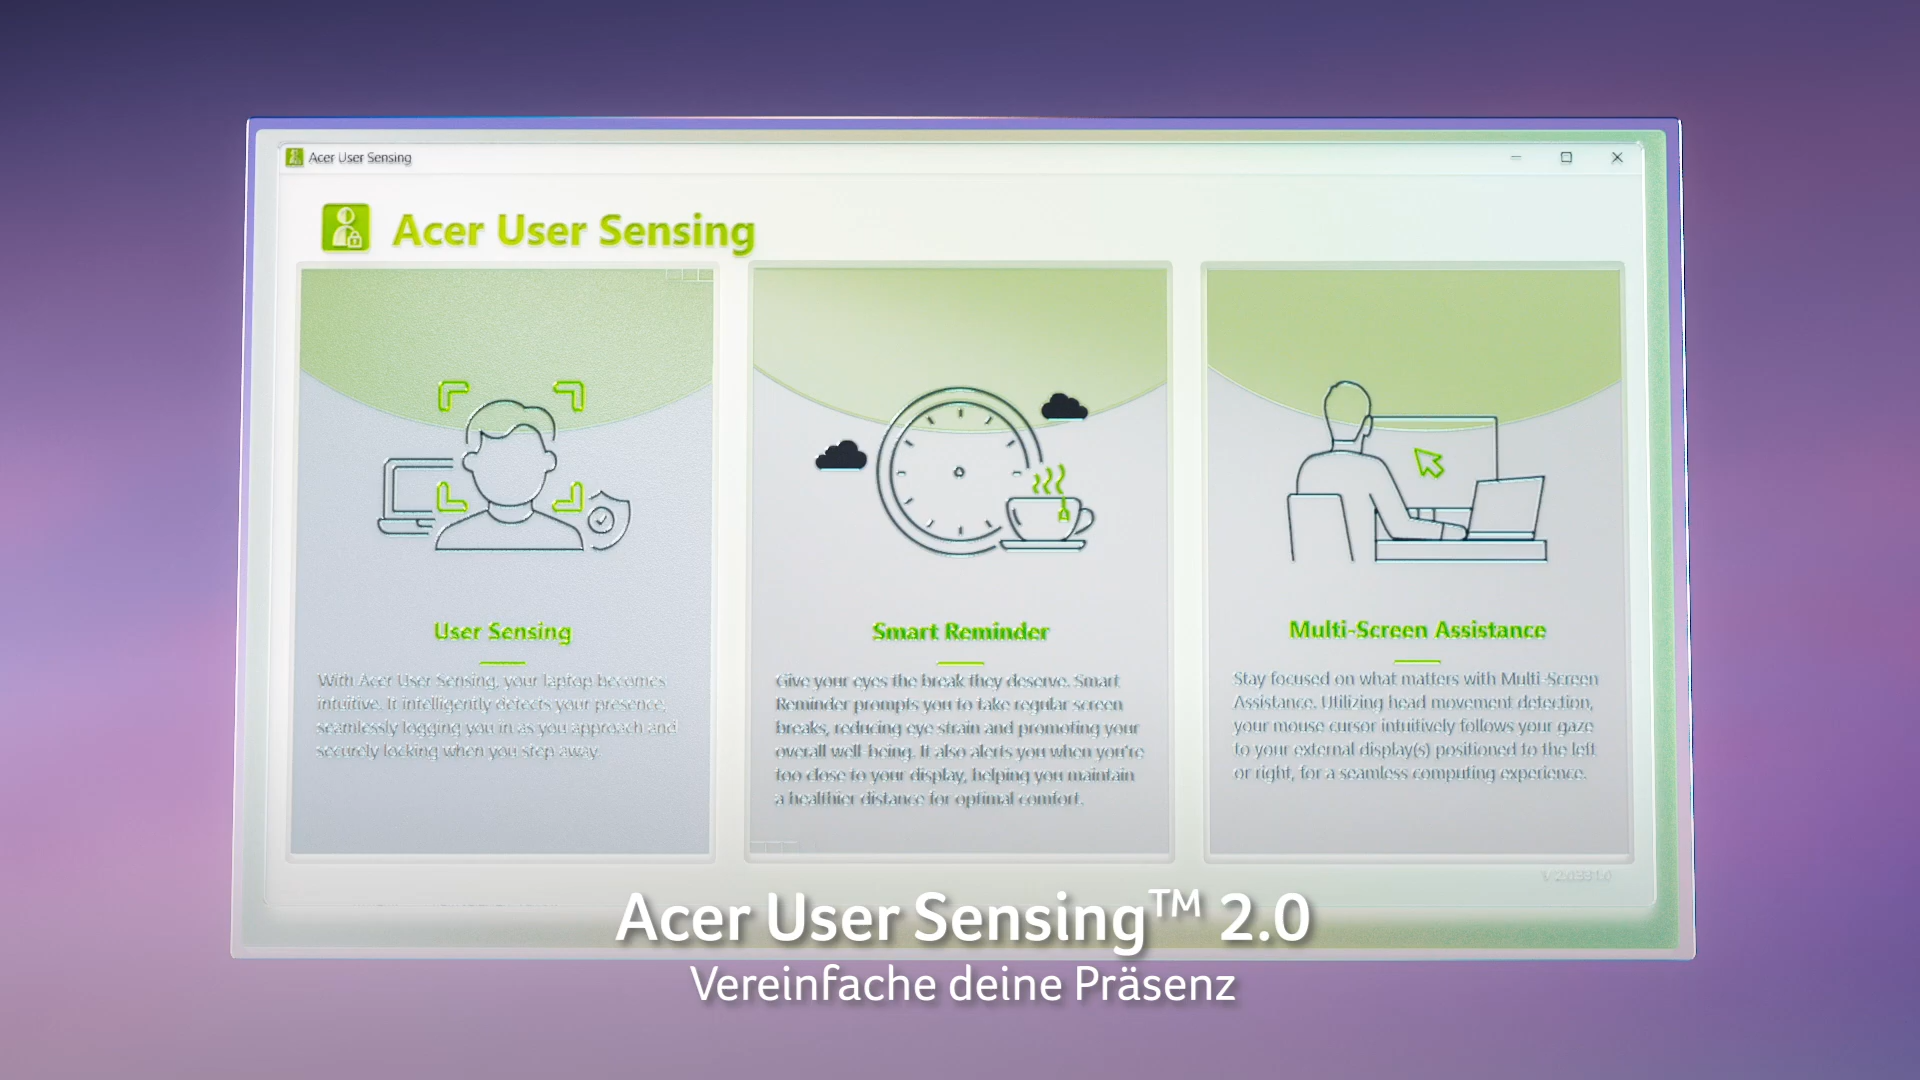 Acer User Sensing
Acer User Sensing
User Sensing
With Acer User Sensing, your laptop becomes
intuitive. It intelligently detects your presence,
seamlessly logging you in as you approach and
securely locking when you step away.
Smart Reminder
Give your eyes the break they deserve. Smart
Reminder prompts you to take regular screen
breaks, reducing eye strain and promoting your
overall well-being. It also alerts you when you're
too close to your display, helping you maintain
a healthier distance for optimal comfort.
Multi-Screen Assistance
Stay focused on what matters with Multi-Screen
Assistance. Utilizing head movement detection,
your mouse cursor intuitively follows your gaze
to your external display(s) positioned to the left
or right, for a seamless computing experience.
Acer User Sensing™ 2.0
Vereinfache deine Präsenz